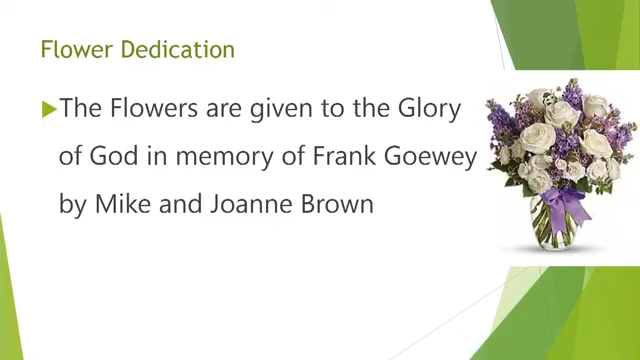 Flower Dedication
The Flowers are given to the Glory
of God in memory of Frank Goewey
by Mike and Joanne Brown